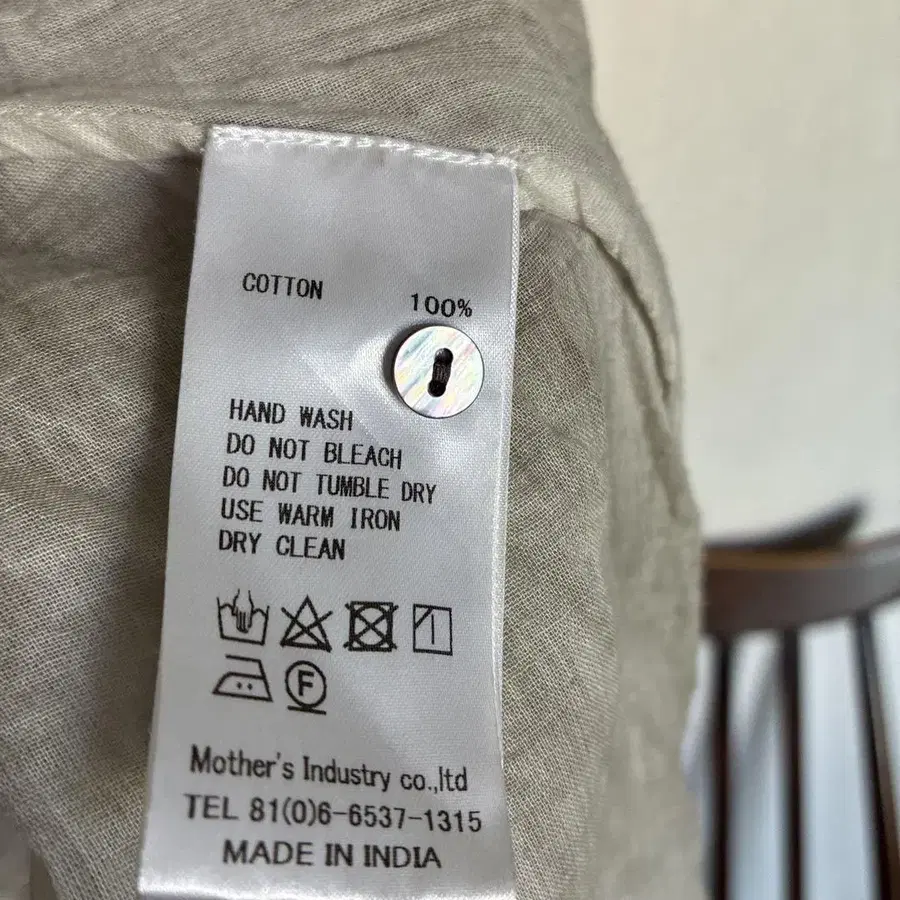 COTTON 100%
HAND WASH
DO NOT BLEACH
DO NOT TUMBLE DRY
USE WARM IRON
DRY CLEAN
F
Mother's Industry co.,ltd
TEL 81(0)6-6537-1315
MADE IN INDIA